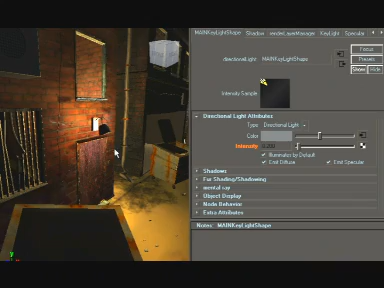 MAINKeyLightShape Shadow renderLayerManager KeyLight Specular
Focus
directionalLight: MAINKeyLightShape
Presets
Show Hide
Intensity Sample
Directional Light Attributes
Type Directional Light
Color
Intensity
Illuminates by Default
Emit Diffuse Emit Specular
Shadows
Fur Shading/Shadowing
mental ray
Object Display
Node Behavior
Extra Attributes
Notes: MAINKeyLightShape
y